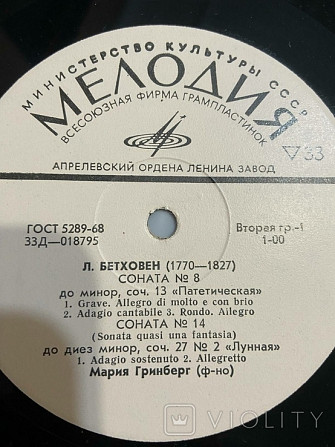 МИНИСТЕРСТВО КУЛЬТУРЫ СССР
МЕЛОДИЯ
ВСЕСОЮЗНАЯ ФИРМА ГРАМПЛАСТИНОК
33
АПРЕЛЕВСКИЙ ОРДЕНА ЛЕНИНА ЗАВОД
ГОСТ 5289-68
Вторая гр.-1
33Д—018795
1-00
Л. БЕТХОВЕН (1770—1827)
СОНАТА № 8
до минор, соч. 13 «Патетическая»
1. Grave. Allegro di molto e con brio
2. Adagio cantabile 3. Rondo. Allegro
СОНАТА № 14
(Sonata quasi una fantasia)
до диез минор, соч. 27 № 2 «Лунная»
1. Adagio sostenuto 2. Allegretto
Мария Гринберг (ф-но)
VIOLITY